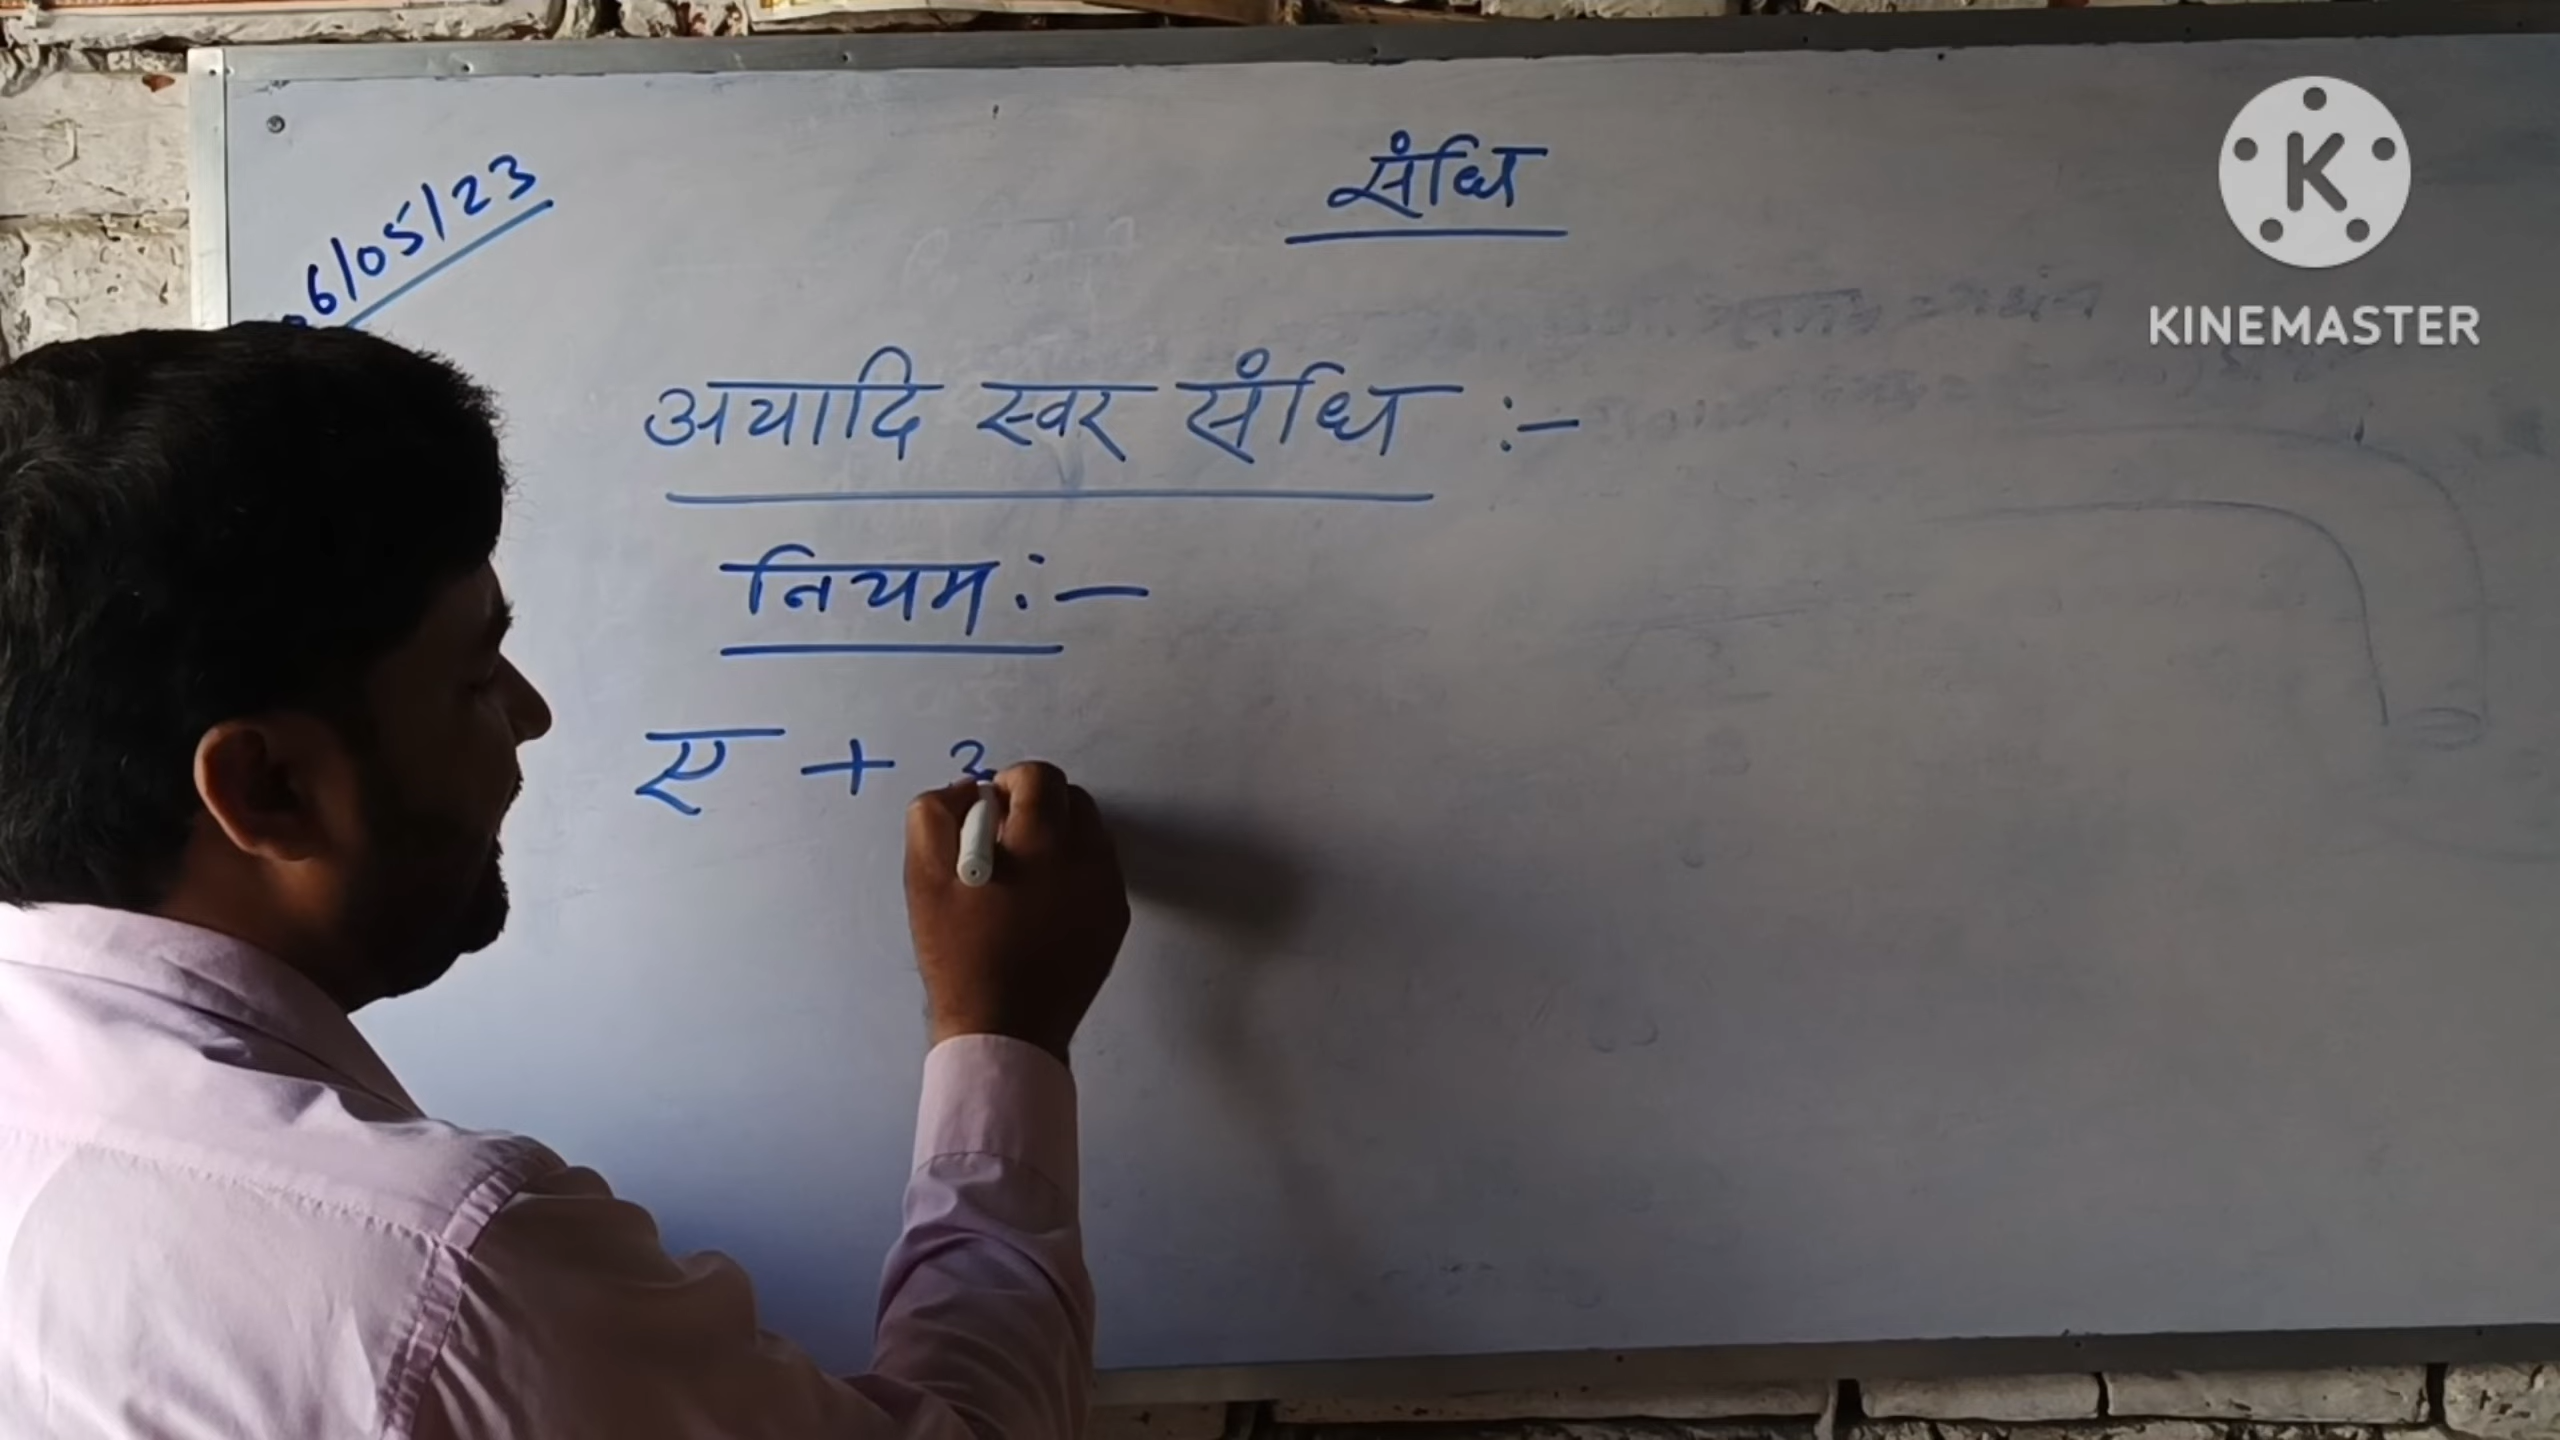 संधि
6/05/23
अयादि स्वर संधि :-
नियम :-
ए +
KINEMASTER